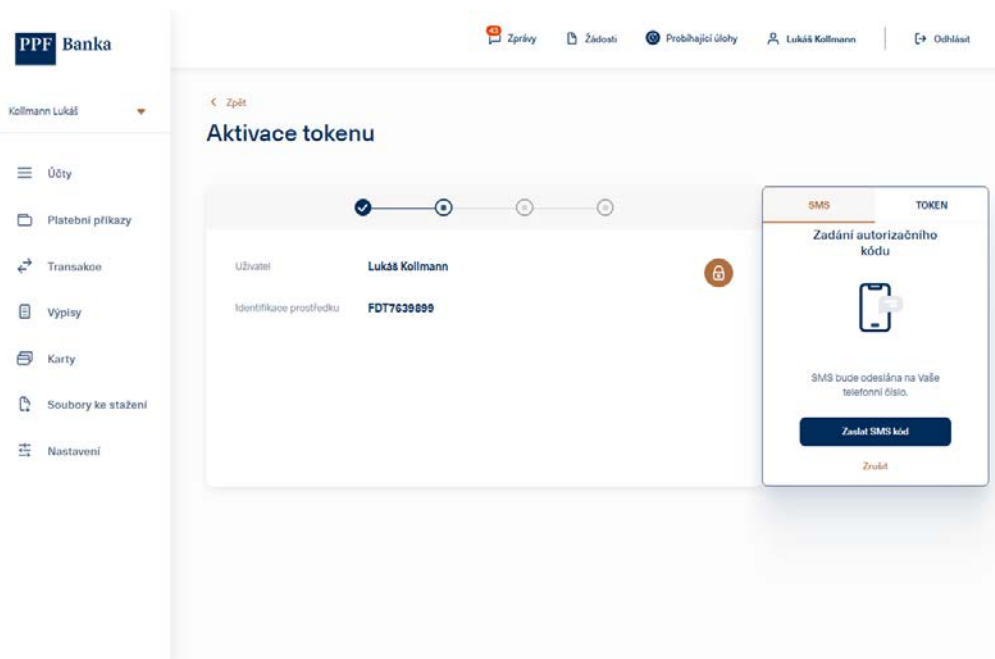 PPF Banka
43
Zprávy
Žádosti
Probíhající úlohy
Lukáš Kollmann
Odhlásit
Kollmann Lukáš
Zpět
Aktivace tokenu
Účty
Platební příkazy
Transakce
Výpisy
Karty
Soubory ke stažení
Nastavení
Uživatel
Lukáš Kollmann
Identifikace prostředku
FDT7639899
SMS
TOKEN
Zadání autorizačního
kódu
SMS bude odeslána na Vaše
telefonní číslo.
Zaslat SMS kód
Zrušit